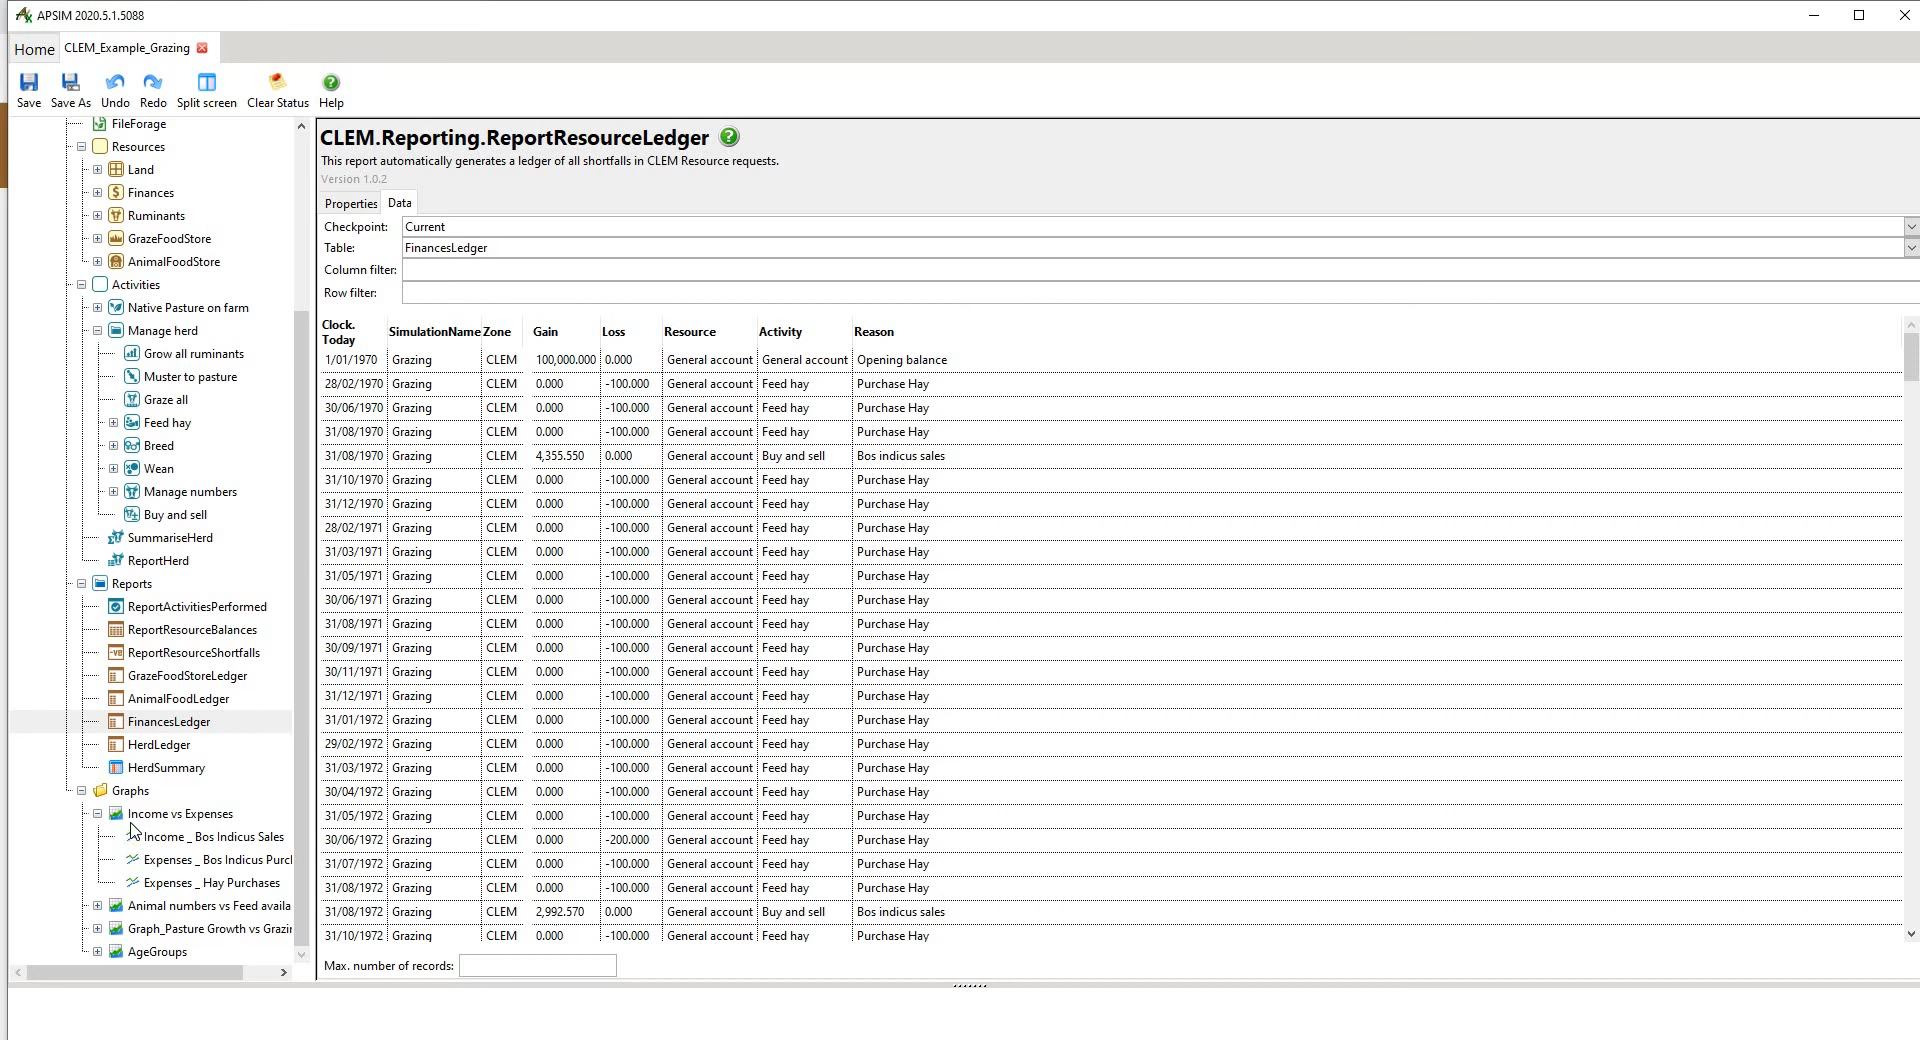 APSIM 2020.5.1.5088
Home CLEM_Example_Grazing
Save Save As Undo Redo Split screen Clear Status Help
FileForage
Resources
Land
Finances
Ruminants
GrazeFoodStore
AnimalFoodStore
Activities
Native Pasture on farm
Manage herd
Grow all ruminants
Muster to pasture
Graze all
Feed hay
Breed
Wean
Manage numbers
Buy and sell
SummariseHerd
ReportHerd
Reports
ReportActivitiesPerformed
ReportResourceBalances
ReportResourceShortfalls
GrazeFoodStoreLedger
AnimalFoodLedger
FinancesLedger
HerdLedger
HerdSummary
Graphs
Income vs Expenses
Income _ Bos Indicus Sales
Expenses _ Bos Indicus Purcl
Expenses _ Hay Purchases
Animal numbers vs Feed availa
Graph_Pasture Growth vs Grazin
AgeGroups
CLEM.Reporting.ReportResourceLedger
This report automatically generates a ledger of all shortfalls in CLEM Resource requests.
Version 1.0.2
Properties Data
Checkpoint: Current
Table: FinancesLedger
Column filter:
Row filter:
Clock. Today SimulationName Zone Gain Loss Resource Activity Reason
1/01/1970 Grazing CLEM 100,000.000 0.000 General account General account Opening balance
28/02/1970 Grazing CLEM 0.000 -100.000 General account Feed hay Purchase Hay
30/06/1970 Grazing CLEM 0.000 -100.000 General account Feed hay Purchase Hay
31/08/1970 Grazing CLEM 0.000 -100.000 General account Feed hay Purchase Hay
31/08/1970 Grazing CLEM 4,355.550 0.000 General account Buy and sell Bos indicus sales
31/10/1970 Grazing CLEM 0.000 -100.000 General account Feed hay Purchase Hay
31/12/1970 Grazing CLEM 0.000 -100.000 General account Feed hay Purchase Hay
28/02/1971 Grazing CLEM 0.000 -100.000 General account Feed hay Purchase Hay
31/03/1971 Grazing CLEM 0.000 -100.000 General account Feed hay Purchase Hay
31/05/1971 Grazing CLEM 0.000 -100.000 General account Feed hay Purchase Hay
30/06/1971 Grazing CLEM 0.000 -100.000 General account Feed hay Purchase Hay
31/08/1971 Grazing CLEM 0.000 -100.000 General account Feed hay Purchase Hay
30/09/1971 Grazing CLEM 0.000 -100.000 General account Feed hay Purchase Hay
30/11/1971 Grazing CLEM 0.000 -100.000 General account Feed hay Purchase Hay
31/12/1971 Grazing CLEM 0.000 -100.000 General account Feed hay Purchase Hay
31/01/1972 Grazing CLEM 0.000 -100.000 General account Feed hay Purchase Hay
29/02/1972 Grazing CLEM 0.000 -100.000 General account Feed hay Purchase Hay
31/03/1972 Grazing CLEM 0.000 -100.000 General account Feed hay Purchase Hay
30/04/1972 Grazing CLEM 0.000 -100.000 General account Feed hay Purchase Hay
31/05/1972 Grazing CLEM 0.000 -100.000 General account Feed hay Purchase Hay
30/06/1972 Grazing CLEM 0.000 -200.000 General account Feed hay Purchase Hay
31/07/1972 Grazing CLEM 0.000 -100.000 General account Feed hay Purchase Hay
31/08/1972 Grazing CLEM 0.000 -100.000 General account Feed hay Purchase Hay
31/08/1972 Grazing CLEM 2,992.570 0.000 General account Buy and sell Bos indicus sales
31/10/1972 Grazing CLEM 0.000 -100.000 General account Feed hay Purchase Hay
Max. number of records: